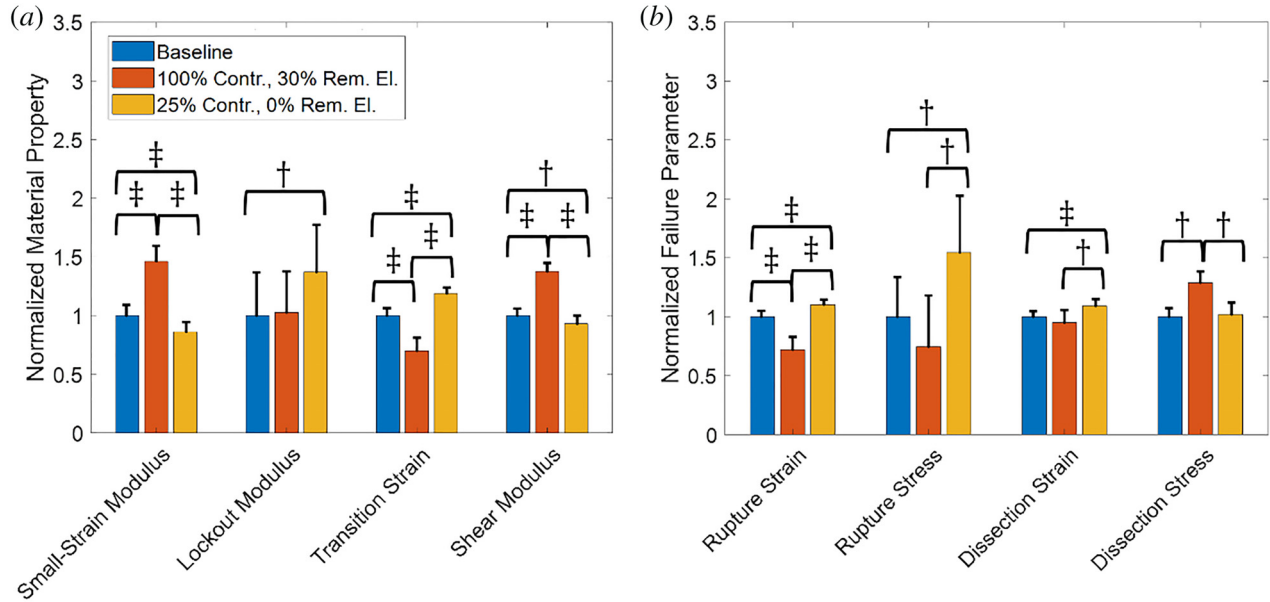 (a)
3.5
3
2.5
2
1.5
1
0.5
0
Normalized Material Property
Baseline
100% Contr., 30% Rem. El.
25% Contr., 0% Rem. El.
‡
‡ ‡
†
‡
‡
‡
†
‡ ‡
Small-Strain Modulus
Lockout Modulus
Transition Strain
Shear Modulus
(b)
3.5
3
2.5
2
1.5
1
0.5
0
Normalized Failure Parameter
‡
‡
‡
†
†
‡
†
† †
Rupture Strain
Rupture Stress
Dissection Strain
Dissection Stress